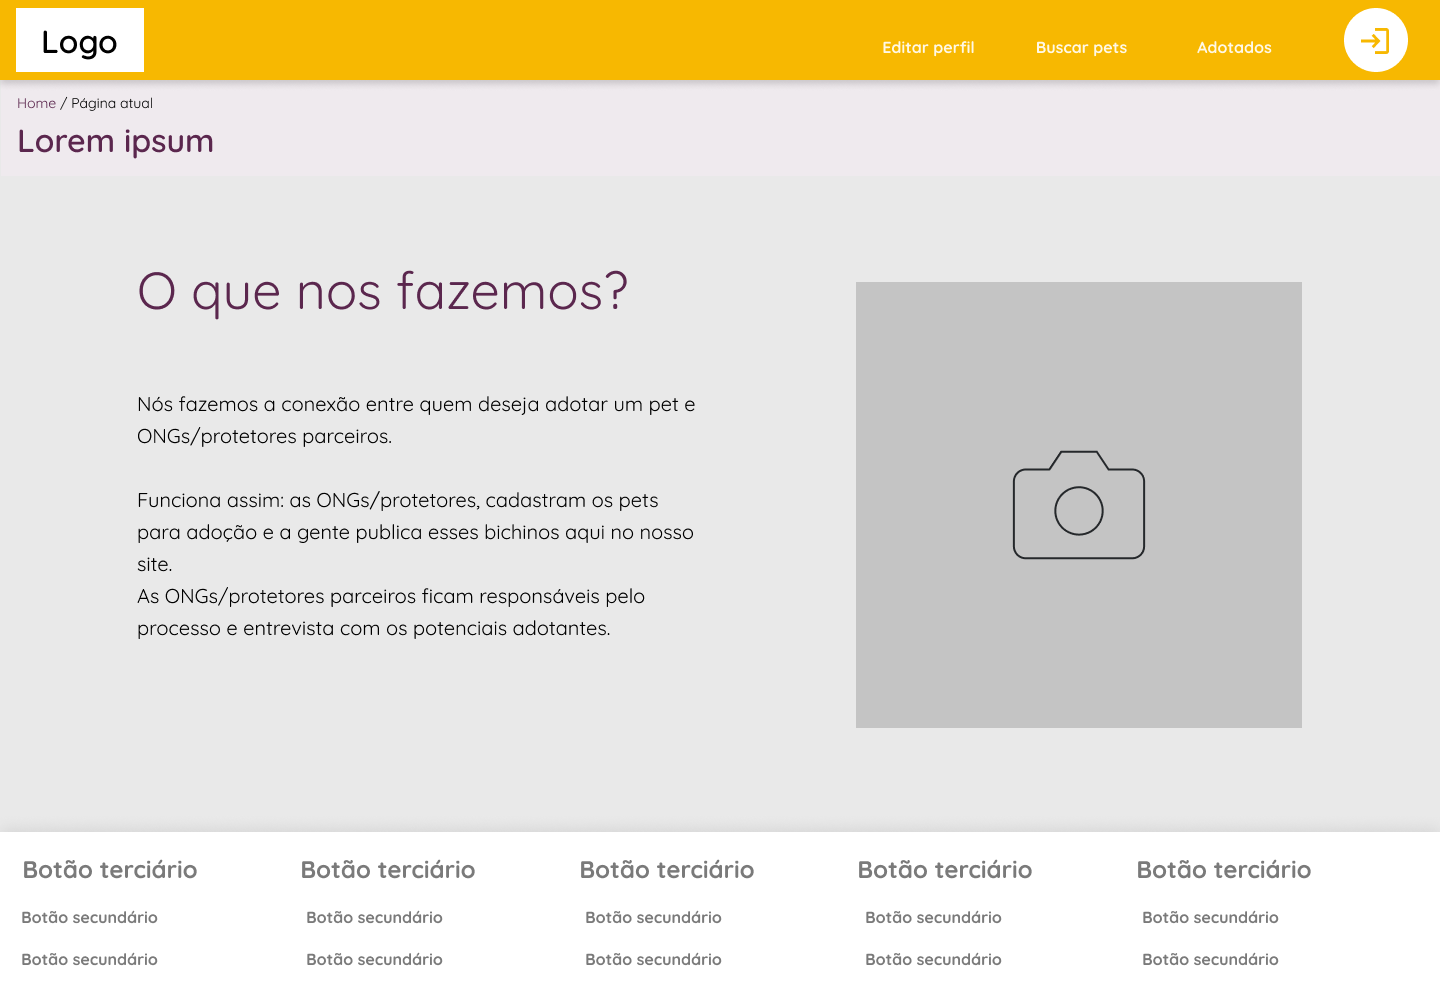 Logo
Editar perfil
Buscar pets
Adotados
Home / Página atual
Lorem ipsum
O que nos fazemos?
Nós fazemos a conexão entre quem deseja adotar um pet e
ONGs/protetores parceiros.
Funciona assim: as ONGs/protetores, cadastram os pets
para adoção e a gente publica esses bichinos aqui no nosso
site.
As ONGs/protetores parceiros ficam responsáveis pelo
processo e entrevista com os potenciais adotantes.
Botão terciário
Botão secundário
Botão secundário
Botão terciário
Botão secundário
Botão secundário
Botão terciário
Botão secundário
Botão secundário
Botão terciário
Botão secundário
Botão secundário
Botão terciário
Botão secundário
Botão secundário